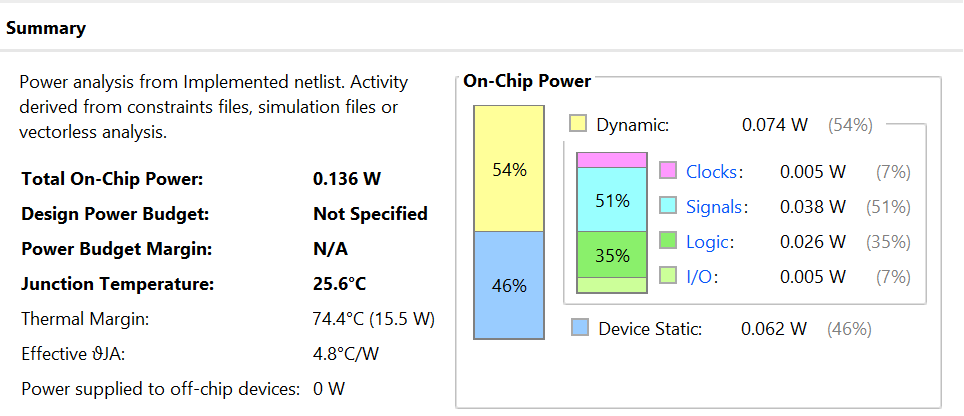 Summary
Power analysis from Implemented netlist. Activity
derived from constraints files, simulation files or
vectorless analysis.
Total On-Chip Power: 0.136 W
Design Power Budget: Not Specified
Power Budget Margin: N/A
Junction Temperature: 25.6°C
Thermal Margin: 74.4°C (15.5 W)
Effective ϑJA: 4.8°C/W
Power supplied to off-chip devices: 0 W
On-Chip Power
54%
46%
Dynamic: 0.074 W (54%)
51%
35%
Clocks: 0.005 W (7%)
Signals: 0.038 W (51%)
Logic: 0.026 W (35%)
I/O: 0.005 W (7%)
Device Static: 0.062 W (46%)